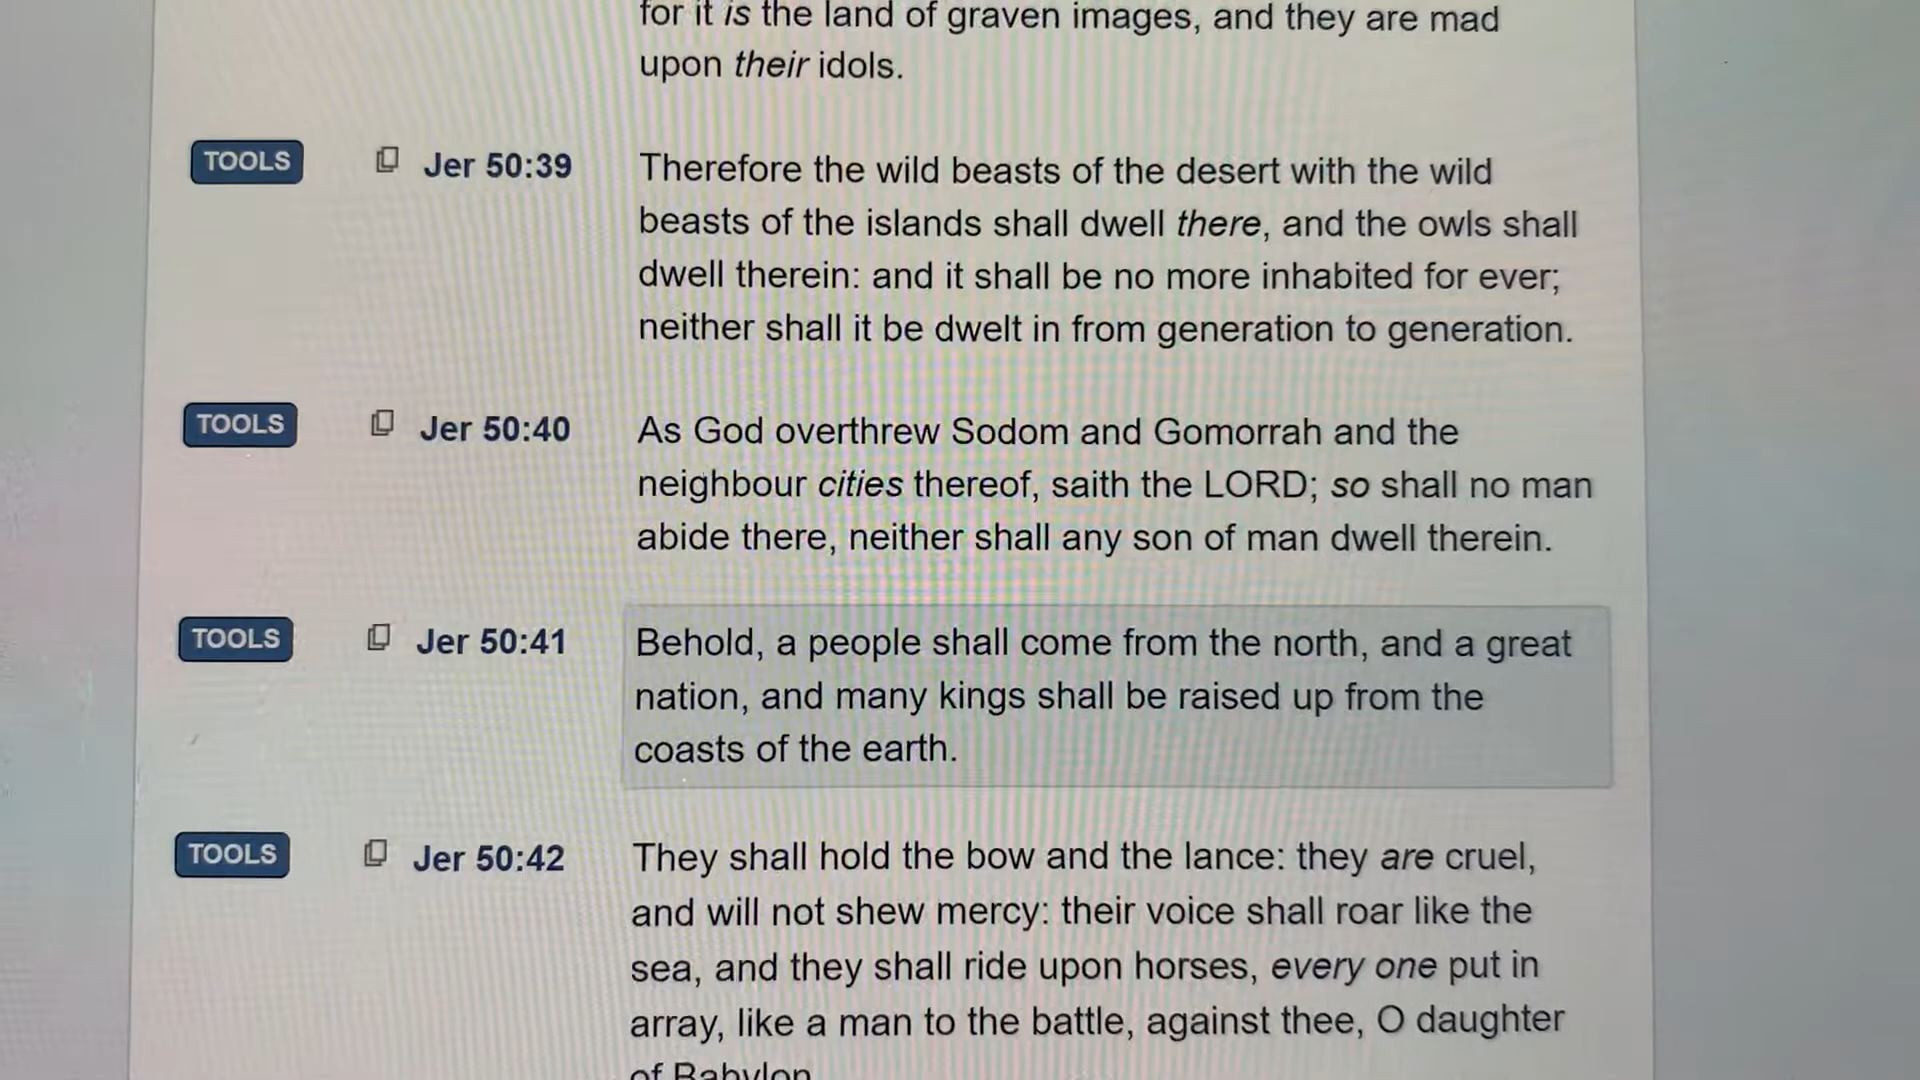 for it is the land of graven images, and they are mad
upon their idols.
TOOLS Jer 50:39 Therefore the wild beasts of the desert with the wild
beasts of the islands shall dwell there, and the owls shall
dwell therein: and it shall be no more inhabited for ever;
neither shall it be dwelt in from generation to generation.
TOOLS Jer 50:40 As God overthrew Sodom and Gomorrah and the
neighbour cities thereof, saith the LORD; so shall no man
abide there, neither shall any son of man dwell therein.
TOOLS Jer 50:41 Behold, a people shall come from the north, and a great
nation, and many kings shall be raised up from the
coasts of the earth.
TOOLS Jer 50:42 They shall hold the bow and the lance: they are cruel,
and will not shew mercy: their voice shall roar like the
sea, and they shall ride upon horses, every one put in
array, like a man to the battle, against thee, O daughter
of Babylon